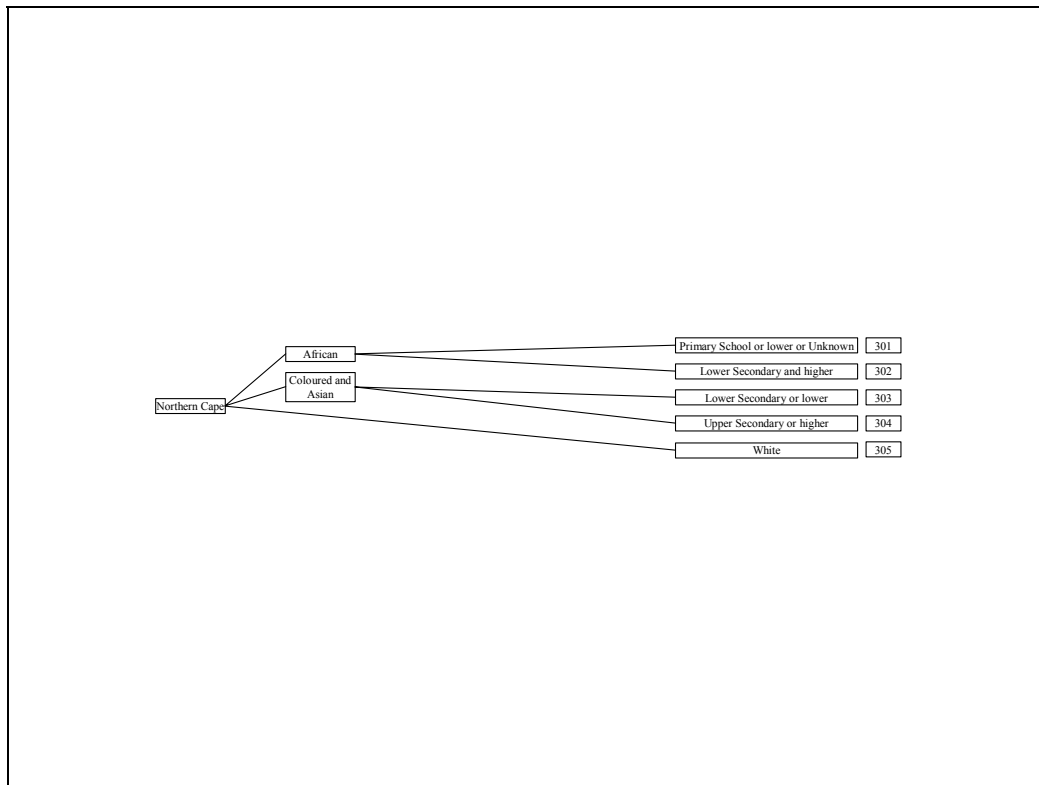 Primary School or lower or Unknown 301
African
Lower Secondary and higher 302
Coloured and
Asian
Lower Secondary or lower 303
Northern Cape
Upper Secondary or higher 304
White 305